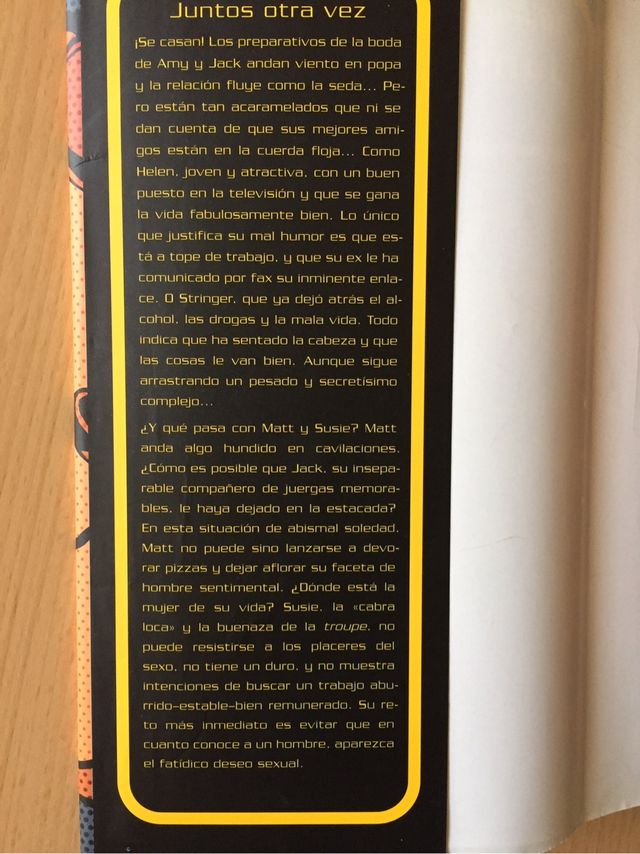 Juntos otra vez
¡Se casan! Los preparativos de la boda
de Amy y Jack andan viento en popa
y la relación fluye como la seda... Pe-
ro están tan acaramelados que ni se
dan cuenta de que sus mejores ami-
gos están en la cuerda floja... Como
Helen, joven y atractiva, con un buen
puesto en la televisión y que se gana
la vida fabulosamente bien. Lo único
que justifica su mal humor es que es-
tá a tope de trabajo, y que su ex le ha
comunicado por fax su inminente enla-
ce. O Stringer, que ya dejó atrás el al-
cohol, las drogas y la mala vida. Todo
indica que ha sentado la cabeza y que
las cosas le van bien. Aunque sigue
arrastrando un pesado y secretísimo
complejo...
¿Y qué pasa con Matt y Susie? Matt
anda algo hundido en cavilaciones.
¿Cómo es posible que Jack, su insepa-
rable compañero de juergas memora-
bles, le haya dejado en la estacada?
En esta situación de abismal soledad,
Matt no puede sino lanzarse a devo-
rar pizzas y dejar aflorar su faceta de
hombre sentimental. ¿Dónde está la
mujer de su vida? Susie, la «cabra
loca» y la buenaza de la troupe, no
puede resistirse a los placeres del
sexo, no tiene un duro, y no muestra
intenciones de buscar un trabajo abu-
rrido-estable-bien remunerado. Su re-
to más inmediato es evitar que en
cuanto conoce a un hombre, aparezca
el fatídico deseo sexual.